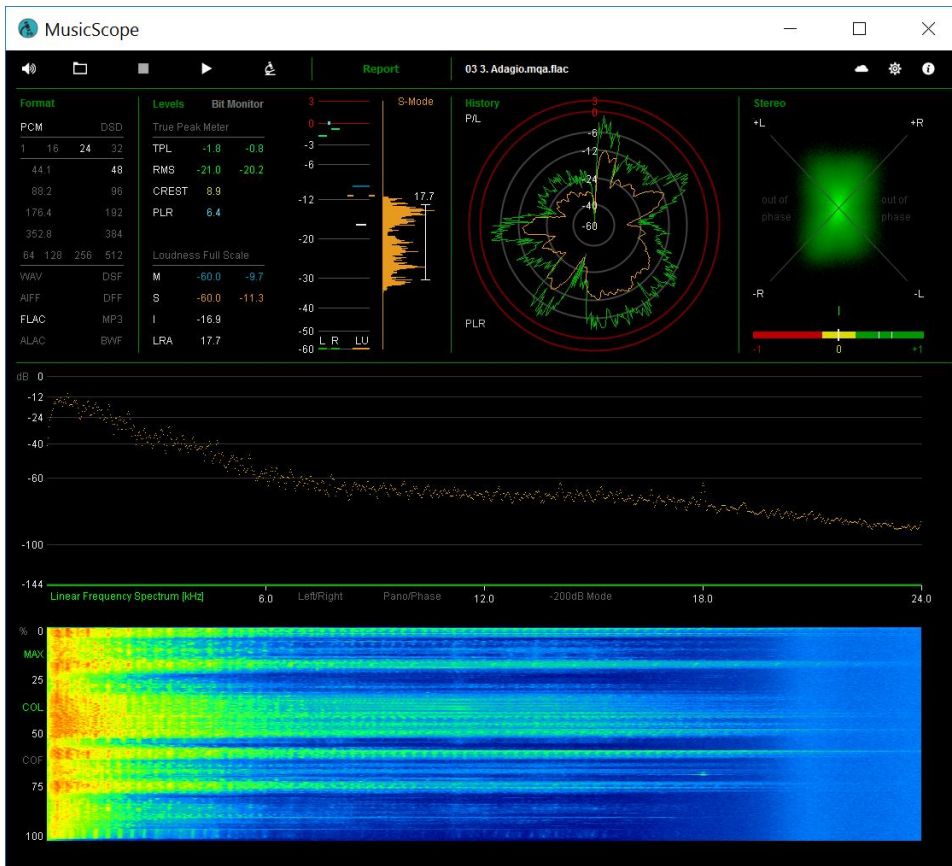 MusicScope
Report
03 3. Adagio.mqa.flac
Format
PCM DSD
1 16 24 32
44.1 48
88.2 96
176.4 192
352.8 384
64 128 256 512
WAV DSF
AIFF DFF
FLAC MP3
ALAC BWF
Levels Bit Monitor
True Peak Meter
TPL -1.8 -0.8
RMS -21.0 -20.2
CREST 8.9
PLR 6.4
Loudness Full Scale
M -60.0 -9.7
S -60.0 -11.3
I -16.9
LRA 17.7
3
0
-3
-6
-12
-20
-30
-40
-50
-60 L R LU
S-Mode
17.7
History
P/L
3
0
-6
-12
-24
-40
-60
PLR
Stereo
+L +R
out of phase
out of phase
-R -L
-1 0 +1
dB 0
-12
-24
-40
-60
-100
-144
Linear Frequency Spectrum [kHz] 6.0 Left/Right Pano/Phase 12.0 -200dB Mode 18.0 24.0
% 0
MAX
25
COL
50
COF
75
100